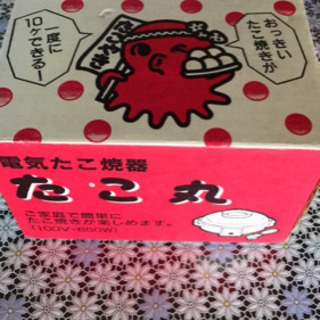 おっきい
たこ焼きが
一度に
10ヶできるー!
電気たこ焼器
たこ丸
ご家庭で簡単に
たこ焼きが楽しめます。
(100V-650W)